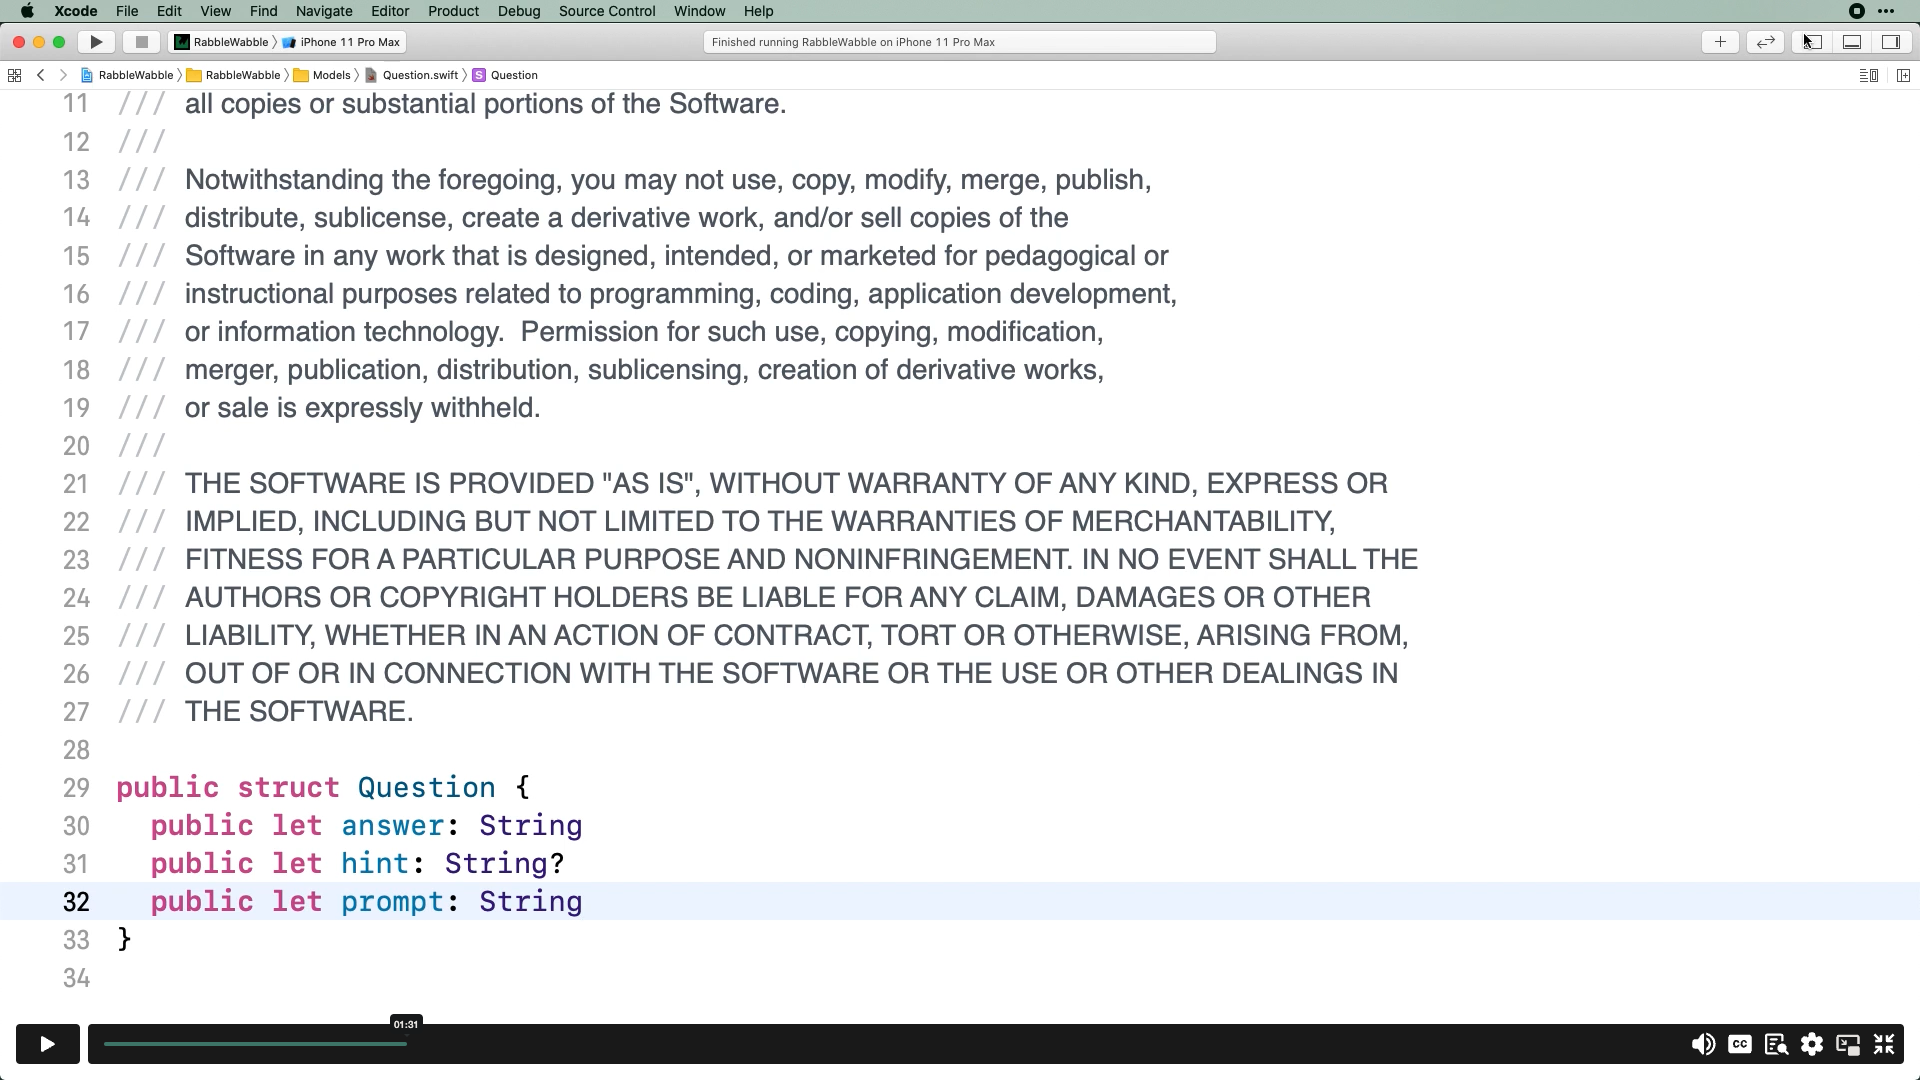 Xcode File Edit View Find Navigate Editor Product Debug Source Control Window Help
RabbleWabble iPhone 11 Pro Max Finished running RabbleWabble on iPhone 11 Pro Max
RabbleWabble RabbleWabble Models Question.swift S Question
11 /// all copies or substantial portions of the Software.
12 ///
13 /// Notwithstanding the foregoing, you may not use, copy, modify, merge, publish,
14 /// distribute, sublicense, create a derivative work, and/or sell copies of the
15 /// Software in any work that is designed, intended, or marketed for pedagogical or
16 /// instructional purposes related to programming, coding, application development,
17 /// or information technology.  Permission for such use, copying, modification,
18 /// merger, publication, distribution, sublicensing, creation of derivative works,
19 /// or sale is expressly withheld.
20 ///
21 /// THE SOFTWARE IS PROVIDED "AS IS", WITHOUT WARRANTY OF ANY KIND, EXPRESS OR
22 /// IMPLIED, INCLUDING BUT NOT LIMITED TO THE WARRANTIES OF MERCHANTABILITY,
23 /// FITNESS FOR A PARTICULAR PURPOSE AND NONINFRINGEMENT. IN NO EVENT SHALL THE
24 /// AUTHORS OR COPYRIGHT HOLDERS BE LIABLE FOR ANY CLAIM, DAMAGES OR OTHER
25 /// LIABILITY, WHETHER IN AN ACTION OF CONTRACT, TORT OR OTHERWISE, ARISING FROM,
26 /// OUT OF OR IN CONNECTION WITH THE SOFTWARE OR THE USE OR OTHER DEALINGS IN
27 /// THE SOFTWARE.
28
29 public struct Question {
30   public let answer: String
31   public let hint: String?
32   public let prompt: String
33 }
34
01:31
CC